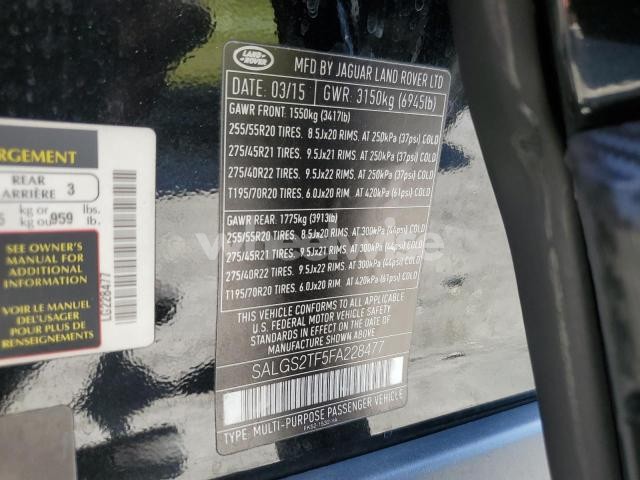 LAND-
ROVER
MFD BY JAGUAR LAND ROVER LTD
DATE: 03/15 GWR: 3150kg (6945lb)
GAWR FRONT: 1550kg (3417lb)
255/55R20 TIRES. 8.5Jx20 RIMS. AT 250kPa (37psi) COLD
275/45R21 TIRES. 9.5Jx21 RIMS. AT 250kPa (37psi) COLD
275/40R22 TIRES. 9.5Jx22 RIMS. AT 250kPa (37psi) COLD
T195/70R20 TIRES. 6.0Jx20 RIM. AT 420kPa (61psi) COLD
GAWR REAR. 1775kg (3913lb)
255/55R20 TIRES. 8.5Jx20 RIMS. AT 300kPa (44psi) COLD
275/45R21 TIRES. 9.5Jx21 RIMS. AT 300kPa (44psi) COLD
275/40R22 TIRES. 9.5Jx22 RIMS. AT 300kPa (44psi) COLD
T195/70R20 TIRES. 6.0Jx20 RIM. AT 420kPa (61psi) COLD
THIS VEHICLE CONFORMS TO ALL APPLICABLE
U.S. FEDERAL MOTOR VEHICLE SAFETY
STANDARDS IN EFFECT ON THE DATE OF
MANUFACTURE SHOWN ABOVE.
SALGS2TF5FA228477
TYPE: MULTI-PURPOSE PASSENGER VEHICLE
RGEMENT
REAR
ARRIÈRE 3
kg or
kg ou 959 lbs.
lb.
SEE OWNER'S
MANUAL FOR
ADDITIONAL
INFORMATION
VOIR LE MANUEL
DE L'USAGER
POUR PLUS DE
RENSEIGNEMENTS
LG228477